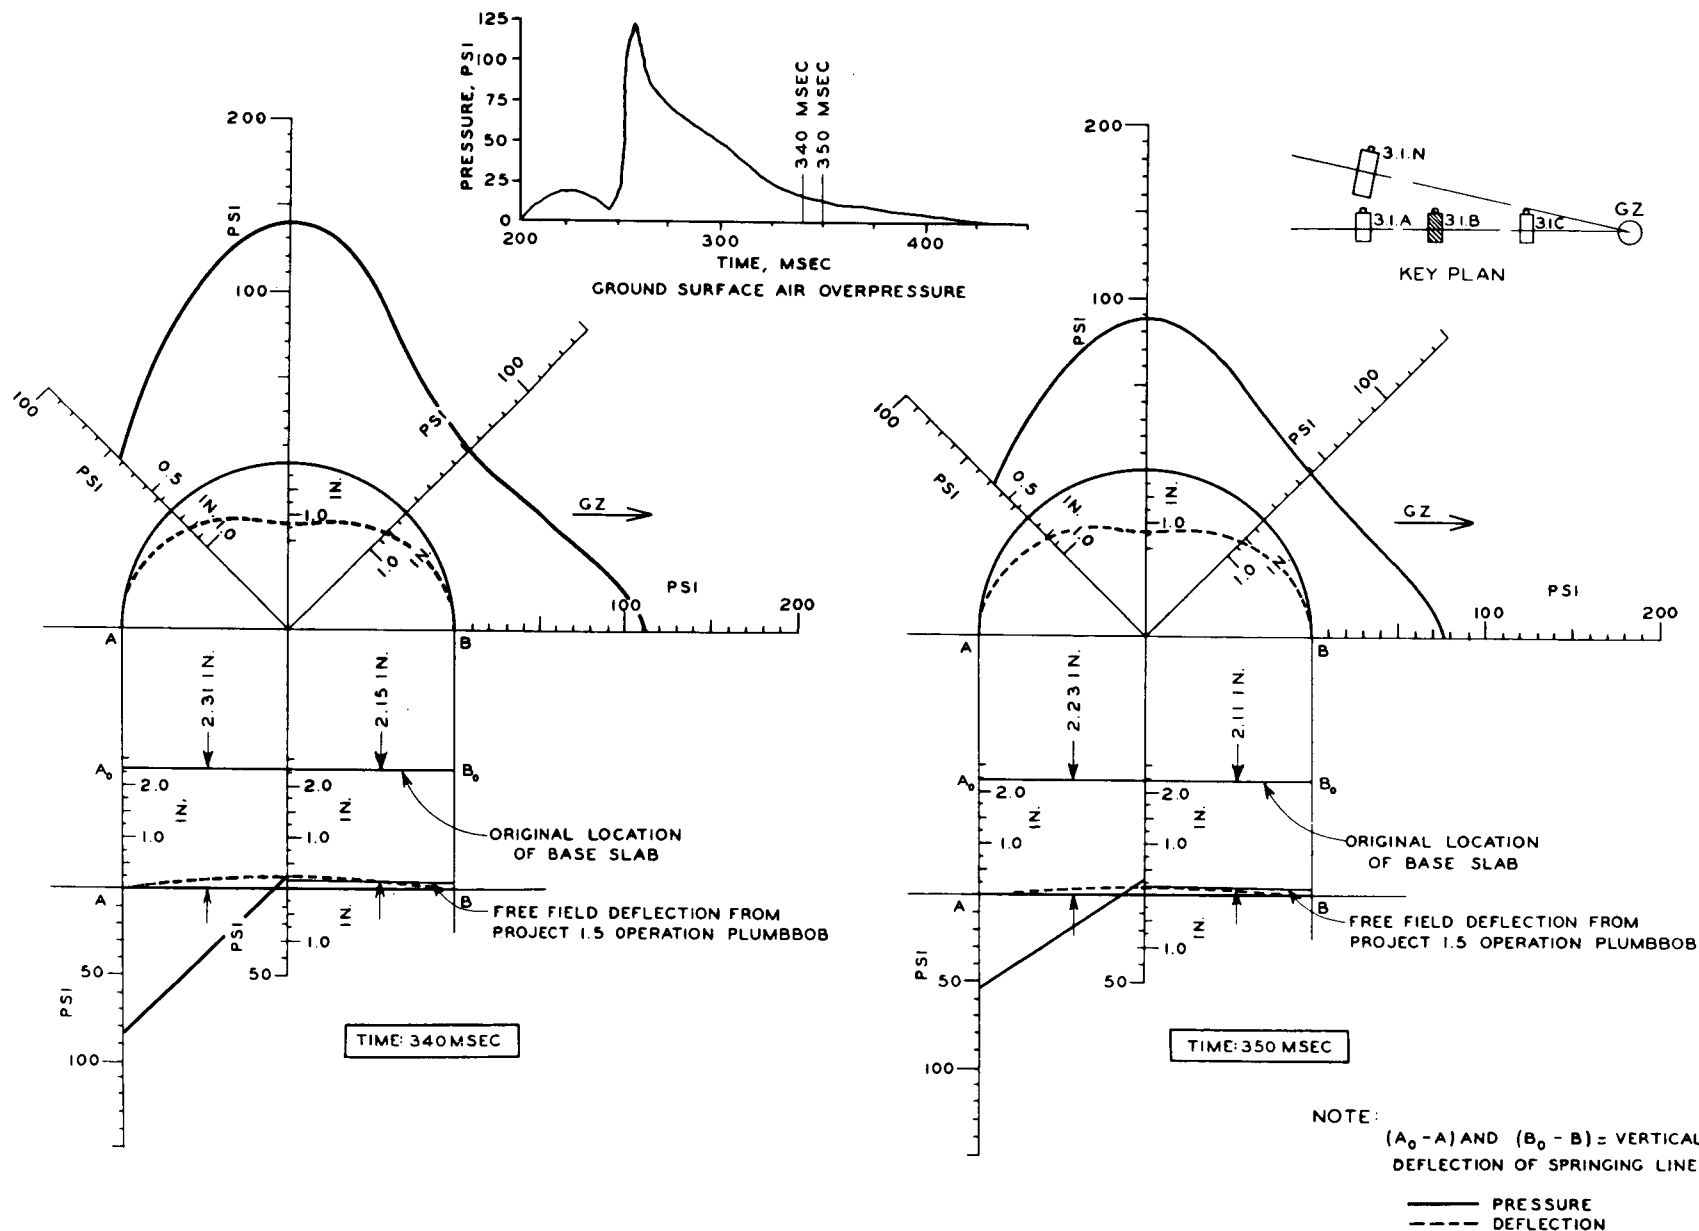 125
100
75
50
25
0
PRESSURE, PSI
340 MSEC
350 MSEC
200
300
400
TIME, MSEC
GROUND SURFACE AIR OVERPRESSURE
3.1.N
3.1.A
3.1.B
3.1.C
GZ
KEY PLAN
200
PSI
100
100
PSI
0.5
IN.
1.0
1.0
IN.
100
PSI
1.0
IN.
GZ
PSI
100
200
A
B
2.31 IN.
2.15 IN.
A₀
B₀
2.0
IN.
1.0
2.0
IN.
1.0
ORIGINAL LOCATION
OF BASE SLAB
A
B
FREE FIELD DEFLECTION FROM
PROJECT 1.5 OPERATION PLUMBBOB
PSI
IN.
1.0
50
50
PSI
100
TIME: 340 MSEC
200
PSI
100
100
PSI
0.5
IN.
1.0
1.0
IN.
100
PSI
1.0
IN.
GZ
PSI
100
200
A
B
2.23 IN.
2.11 IN.
A₀
B₀
2.0
IN.
1.0
2.0
IN.
1.0
ORIGINAL LOCATION
OF BASE SLAB
A
B
FREE FIELD DEFLECTION FROM
PROJECT 1.5 OPERATION PLUMBBOB
IN.
1.0
50
PSI
50
100
TIME: 350 MSEC
NOTE:
(A₀ - A) AND (B₀ - B) = VERTICAL
DEFLECTION OF SPRINGING LINE
PRESSURE
DEFLECTION